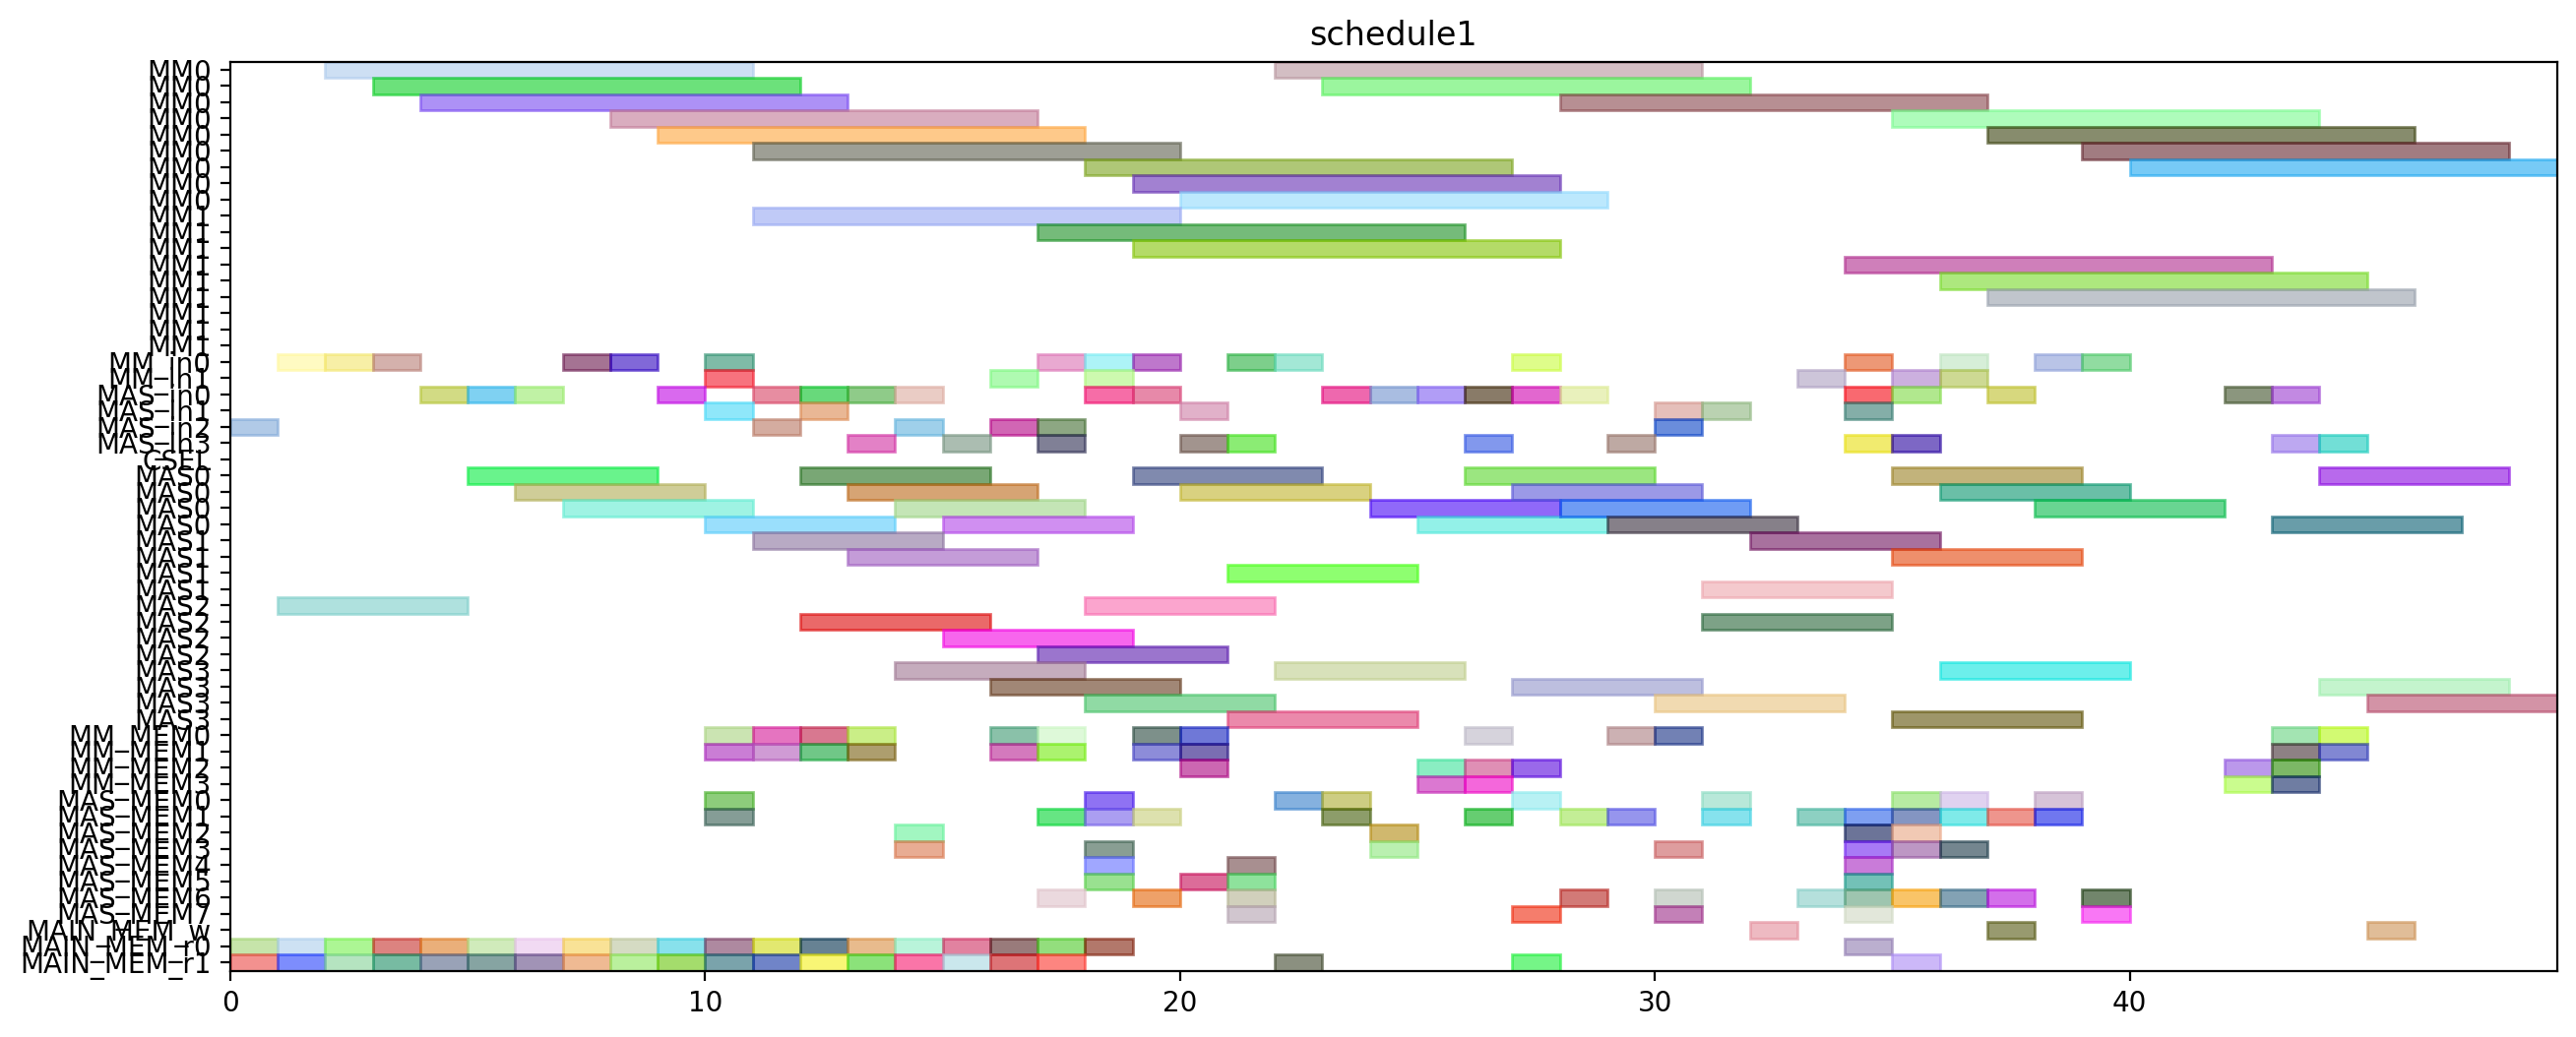 schedule1
MM0
MM0
MM0
MM0
MM0
MM0
MM0
MM0
MM0
MM1
MM1
MM1
MM1
MM1
MM1
MM1
MM1
MM1
MM_in0
MM_in1
MAS_in0
MAS_in1
MAS_in2
MAS_in3
CSEL
MAS0
MAS0
MAS0
MAS0
MAS1
MAS1
MAS1
MAS1
MAS2
MAS2
MAS2
MAS2
MAS3
MAS3
MAS3
MAS3
MM_MEM0
MM_MEM1
MM_MEM2
MM_MEM3
MAS_MEM0
MAS_MEM1
MAS_MEM2
MAS_MEM3
MAS_MEM4
MAS_MEM5
MAS_MEM6
MAS_MEM7
MAIN_MEM_w
MAIN_MEM_r0
MAIN_MEM_r1
0 10 20 30 40